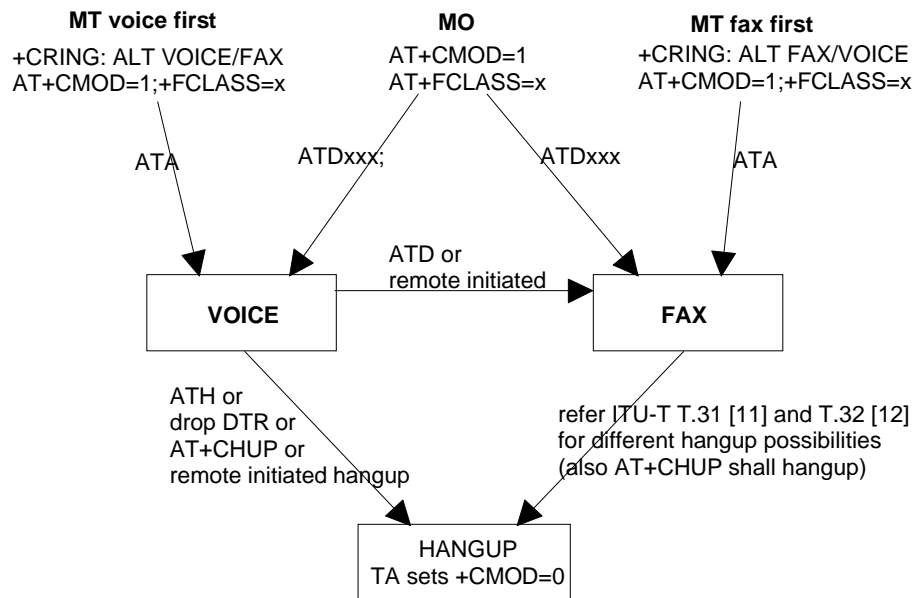 MT voice first
+CRING: ALT VOICE/FAX
AT+CMOD=1;+FCLASS=x
MO
AT+CMOD=1
AT+FCLASS=x
MT fax first
+CRING: ALT FAX/VOICE
AT+CMOD=1;+FCLASS=x
ATA
ATDxxx;
ATDxxx
ATA
ATD or
remote initiated
VOICE
FAX
ATH or
drop DTR or
AT+CHUP or
remote initiated hangup
refer ITU-T T.31 [11] and T.32 [12]
for different hangup possibilities
(also AT+CHUP shall hangup)
HANGUP
TA sets +CMOD=0